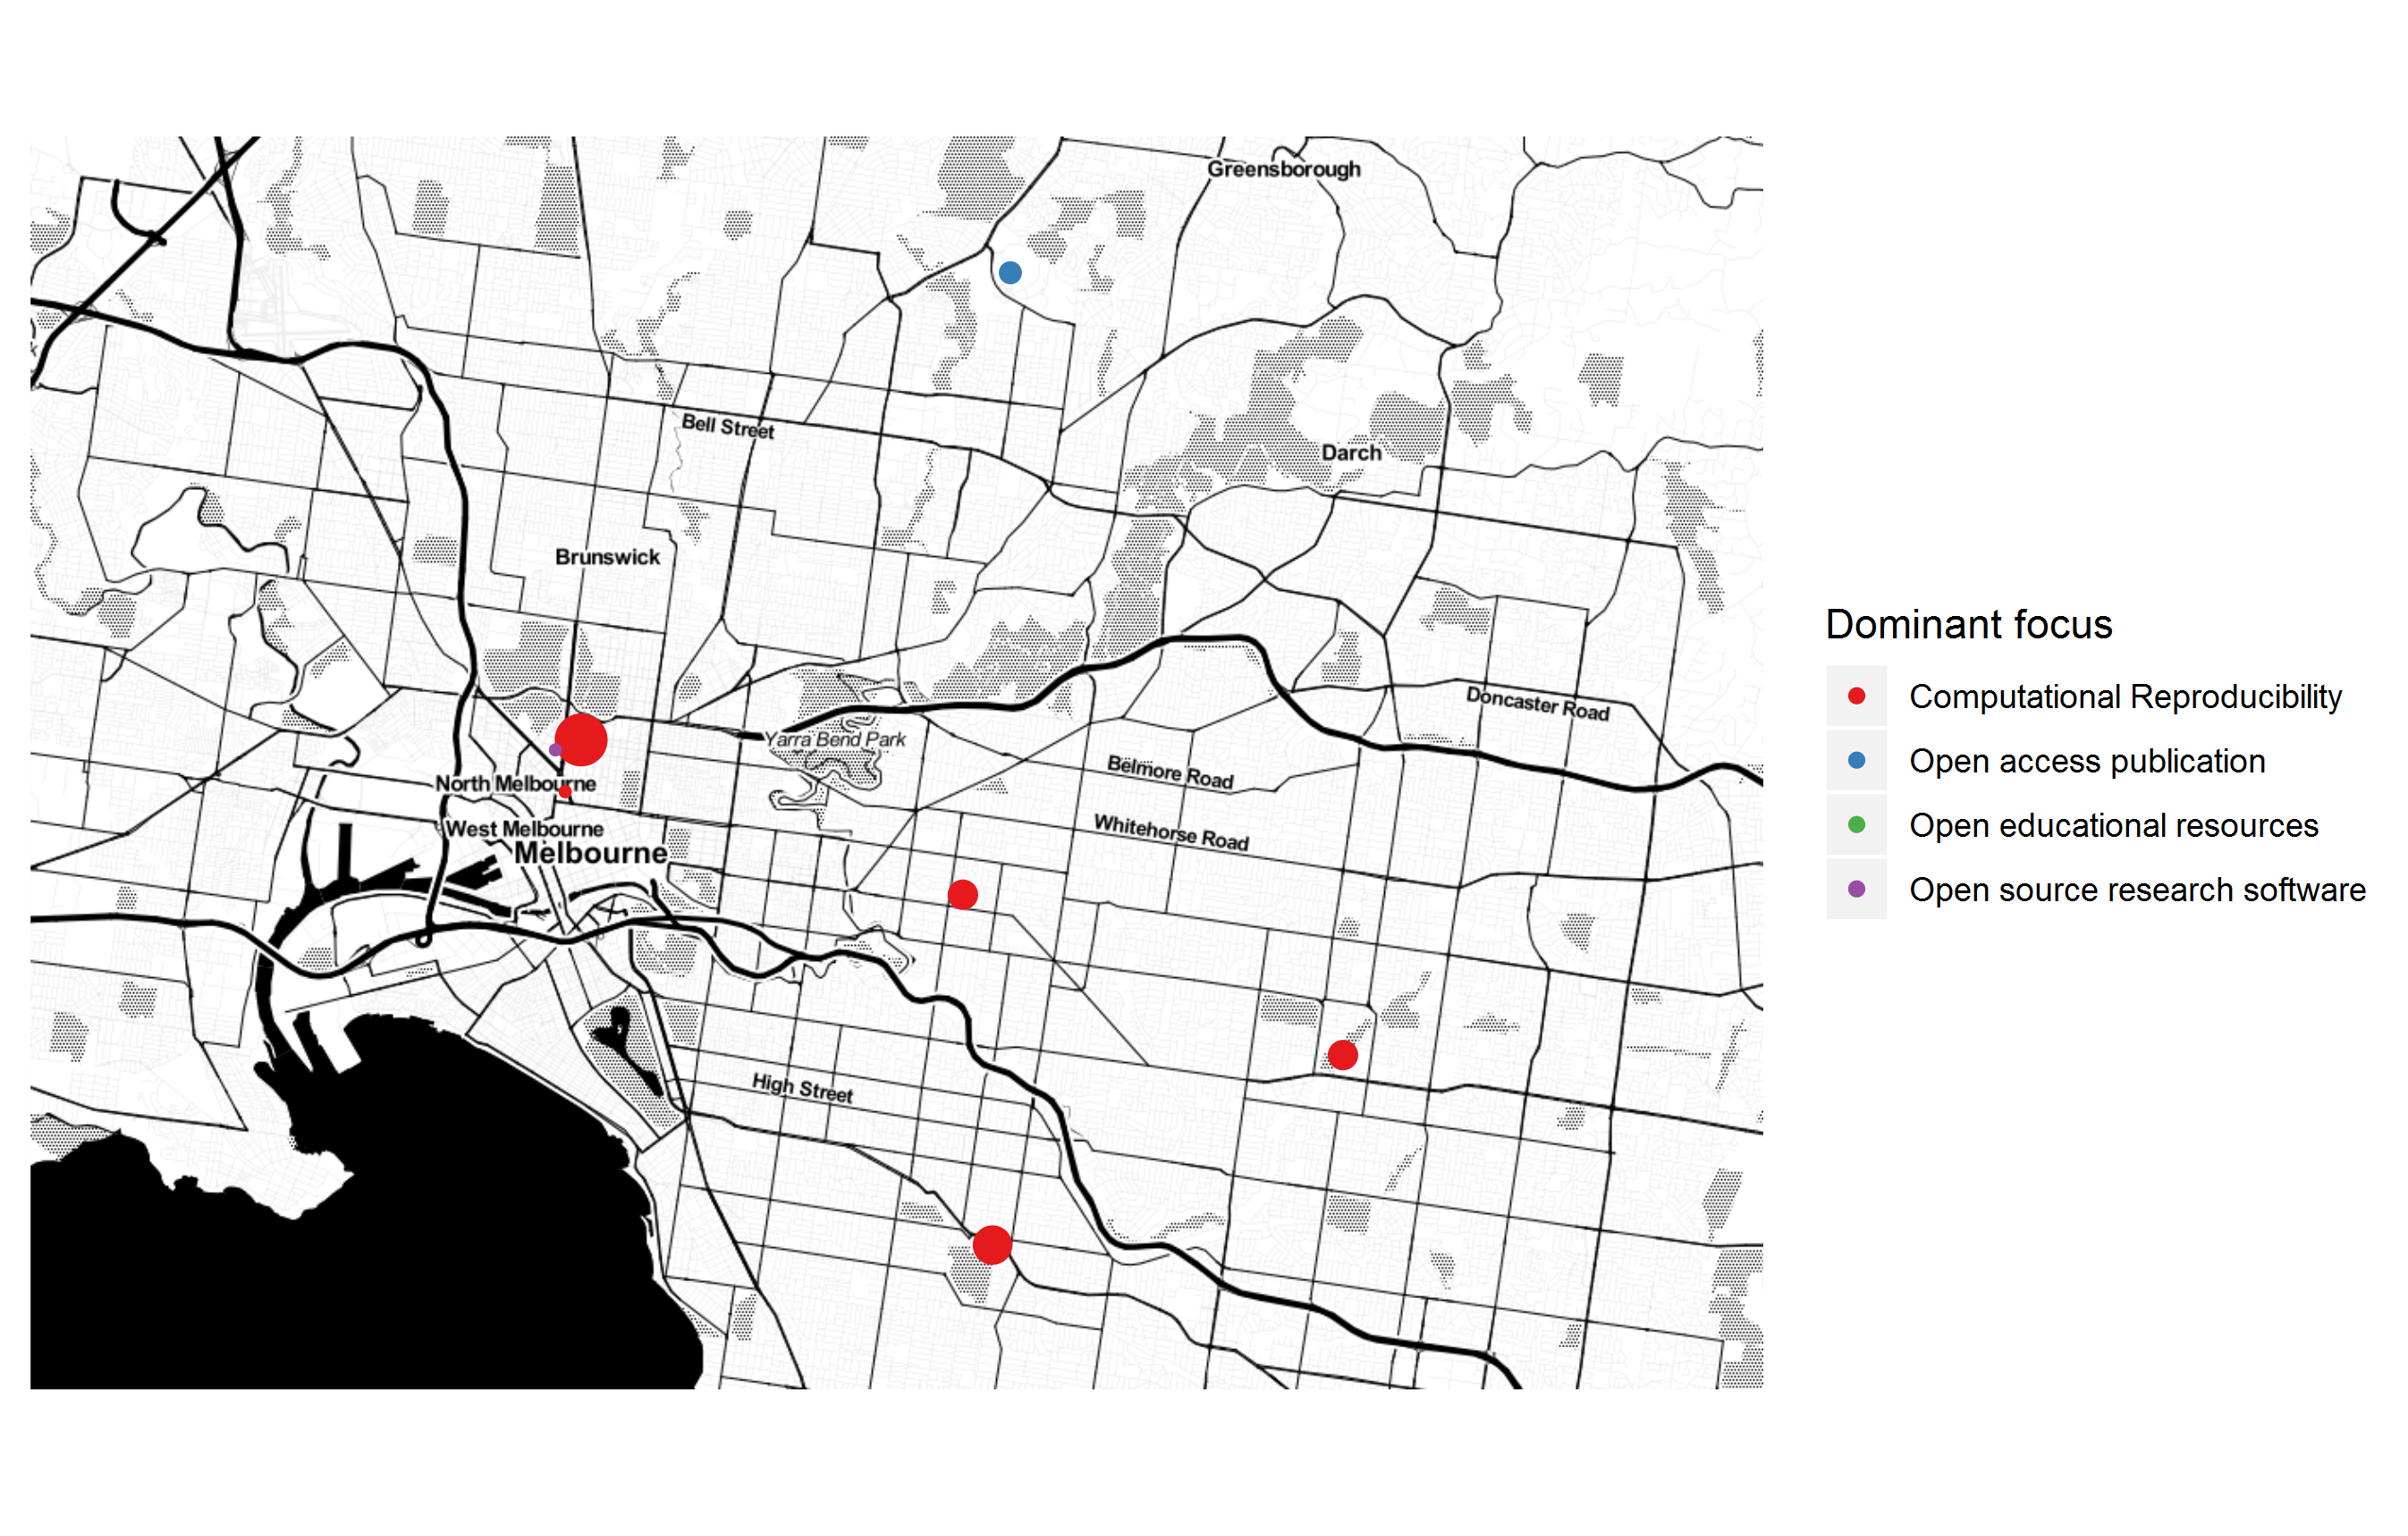 Greensborough
Bell Street
Darch
Brunswick
Dominant focus
Computational Reproducibility
Open access publication
Open educational resources
Open source research software
Doncaster Road
Yarra Bend Park
Belmore Road
North Melbourne
West Melbourne
Whitehorse Road
Melbourne
High Street